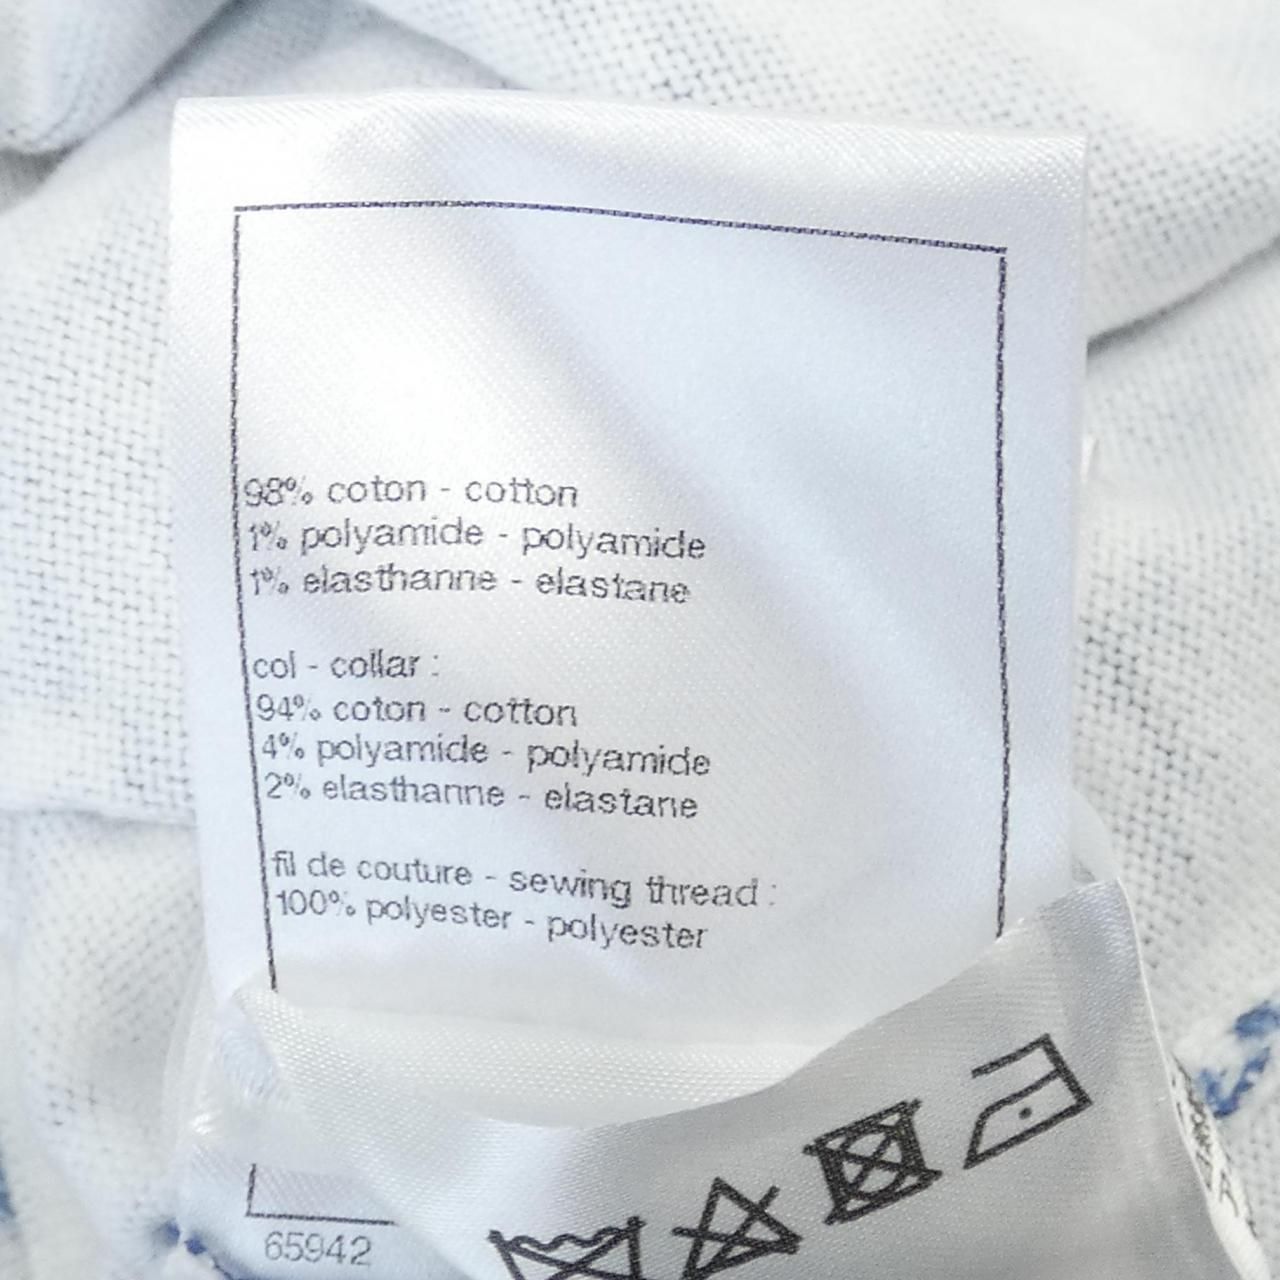 98% coton - cotton
1% polyamide - polyamide
1% elasthanne - elastane
col - collar :
94% coton - cotton
4% polyamide - polyamide
2% elasthanne - elastane
fil de couture - sewing thread :
100% polyester - polyester
65942